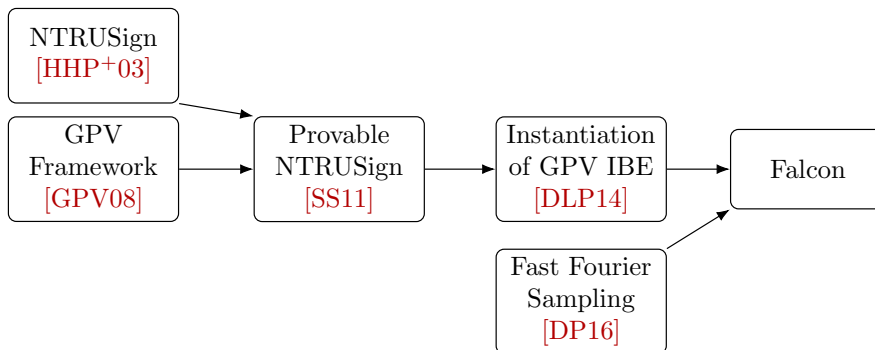 NTRUSign
[HHP+03]
GPV
Framework
[GPV08]
Provable
NTRUSign
[SS11]
Instantiation
of GPV IBE
[DLP14]
Falcon
Fast Fourier
Sampling
[DP16]